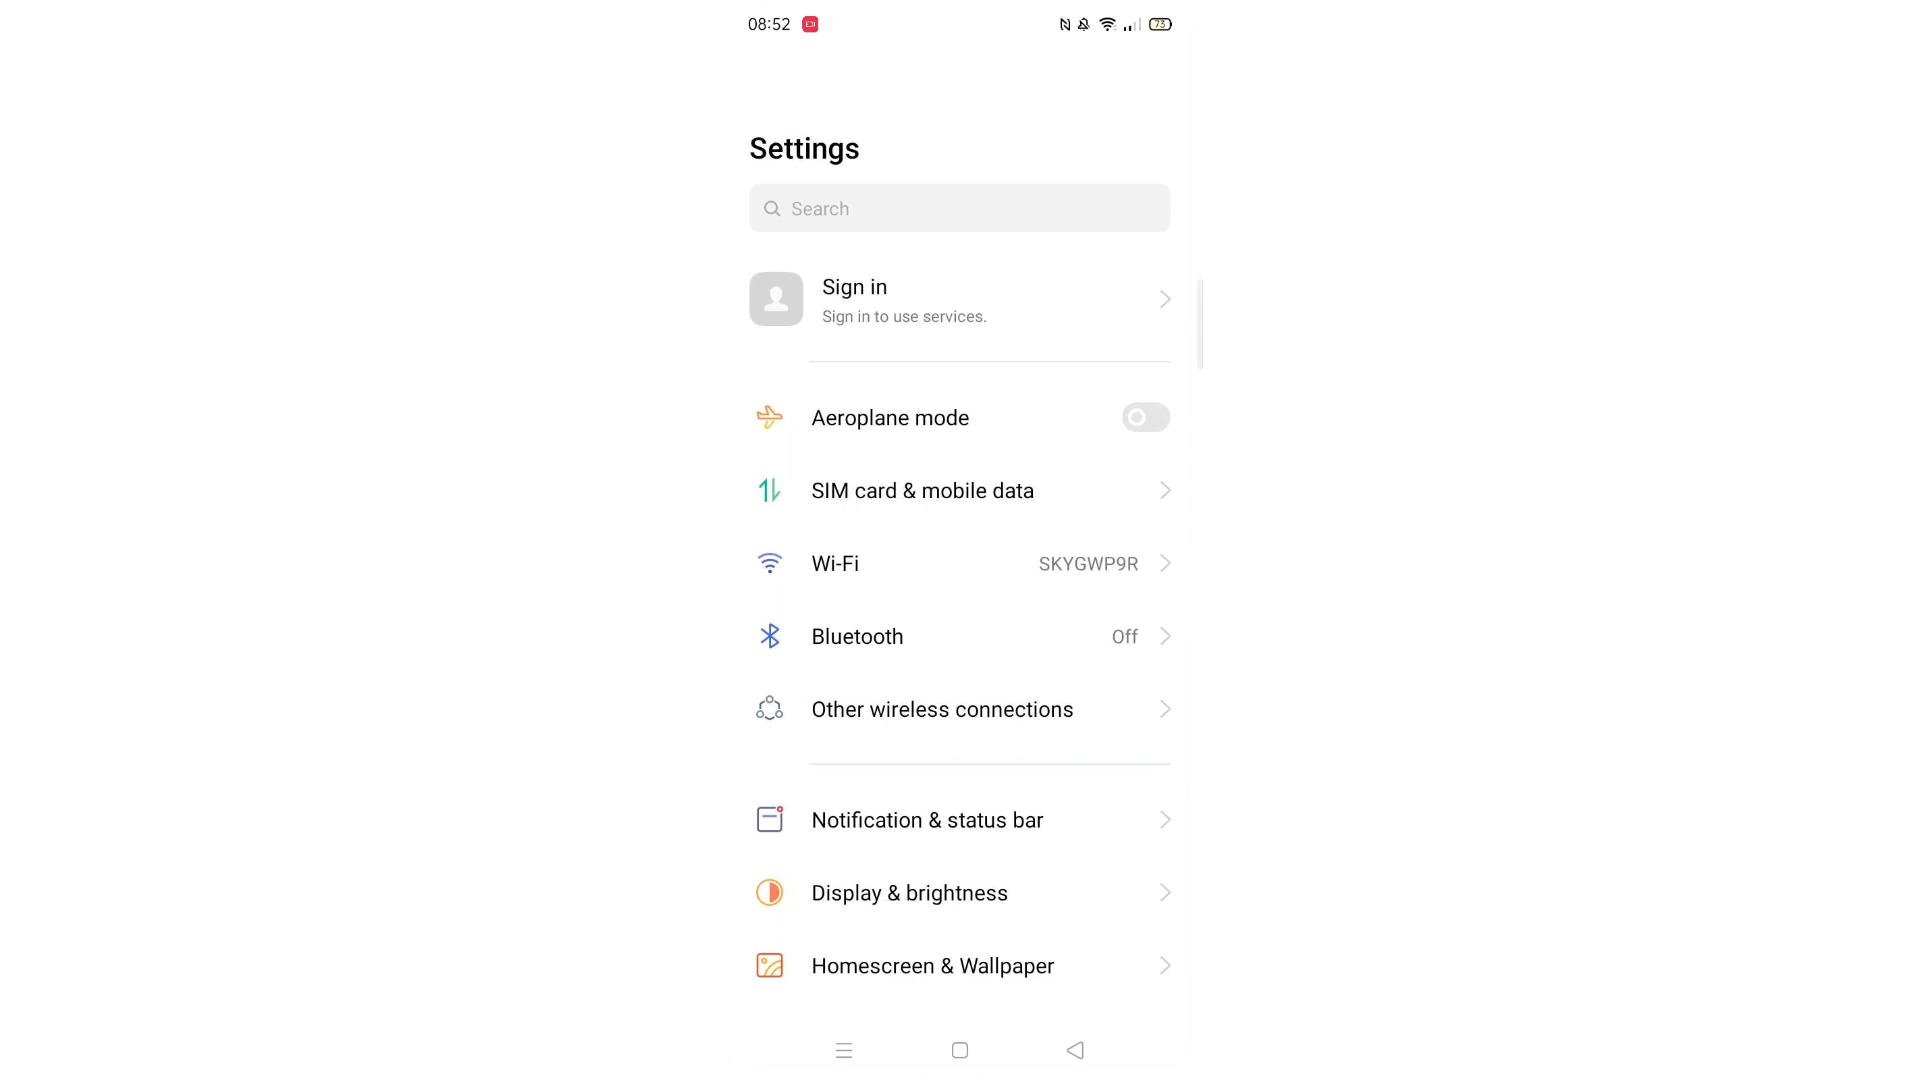 08:52 73
Settings
Search
Sign in
Sign in to use services.
Aeroplane mode
SIM card & mobile data
Wi-Fi SKYGWP9R
Bluetooth Off
Other wireless connections
Notification & status bar
Display & brightness
Homescreen & Wallpaper